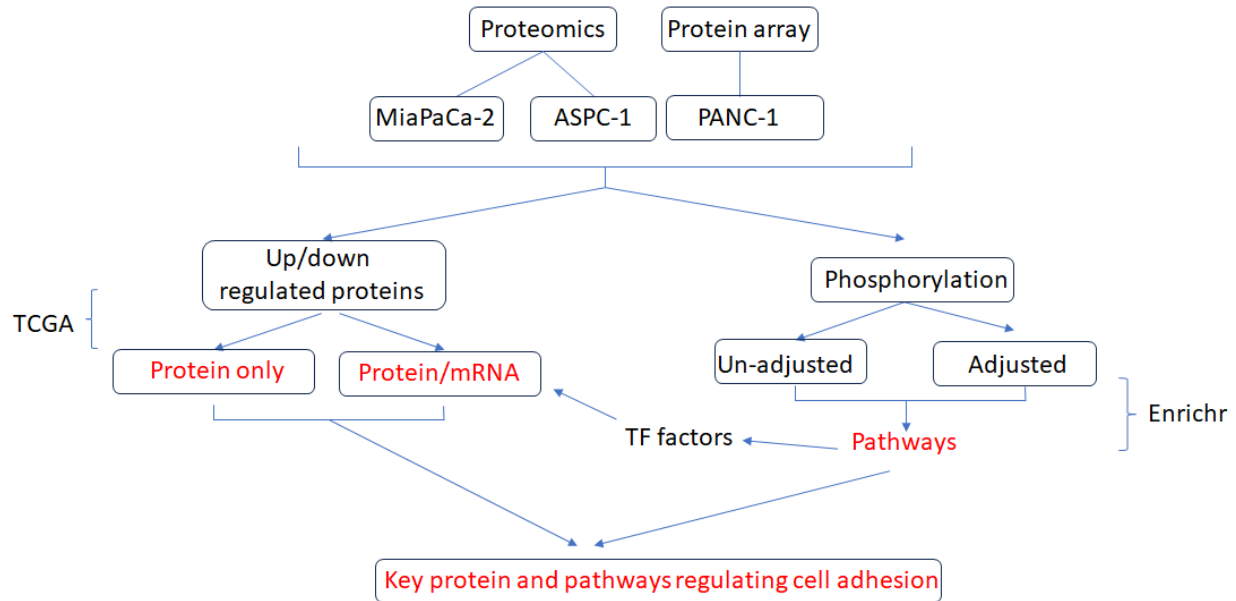 Proteomics
Protein array
MiaPaCa-2
ASPC-1
PANC-1
Up/down
regulated proteins
Phosphorylation
TCGA
Protein only
Protein/mRNA
Un-adjusted
Adjusted
Enrichr
TF factors
Pathways
Key protein and pathways regulating cell adhesion